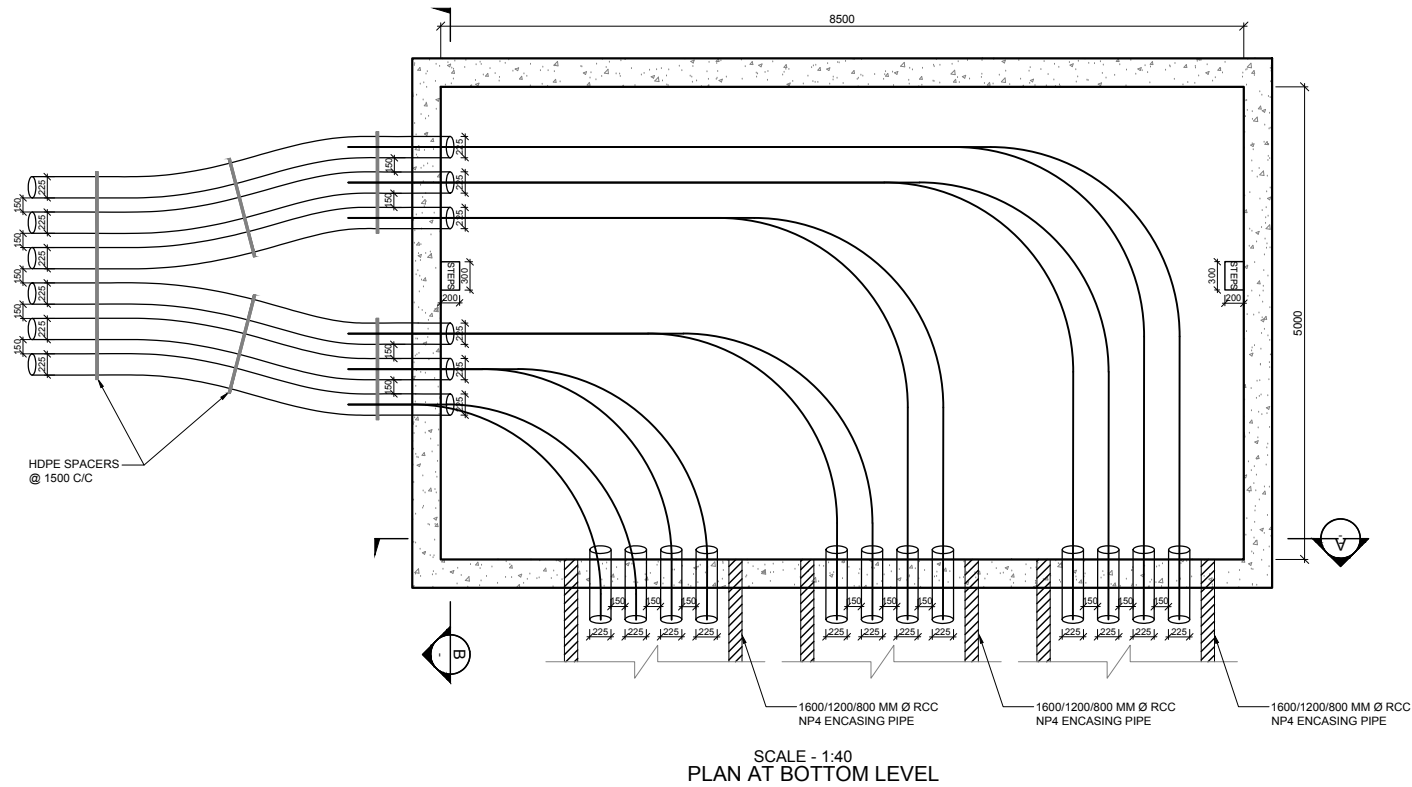 8500
225
150
225
150
225
225
150
225
150
225
150
225
150
225
150
225
150
225
STEPS
300
200
STEPS
300
200
5000
225
150
225
150
225
HDPE SPACERS
@ 1500 C/C
A
-
150 150 150
225 225 225 225
150 150 150
225 225 225 225
150 150 150
225 225 225 225
B
-
1600/1200/800 MM Ø RCC
NP4 ENCASING PIPE
1600/1200/800 MM Ø RCC
NP4 ENCASING PIPE
1600/1200/800 MM Ø RCC
NP4 ENCASING PIPE
SCALE - 1:40
PLAN AT BOTTOM LEVEL